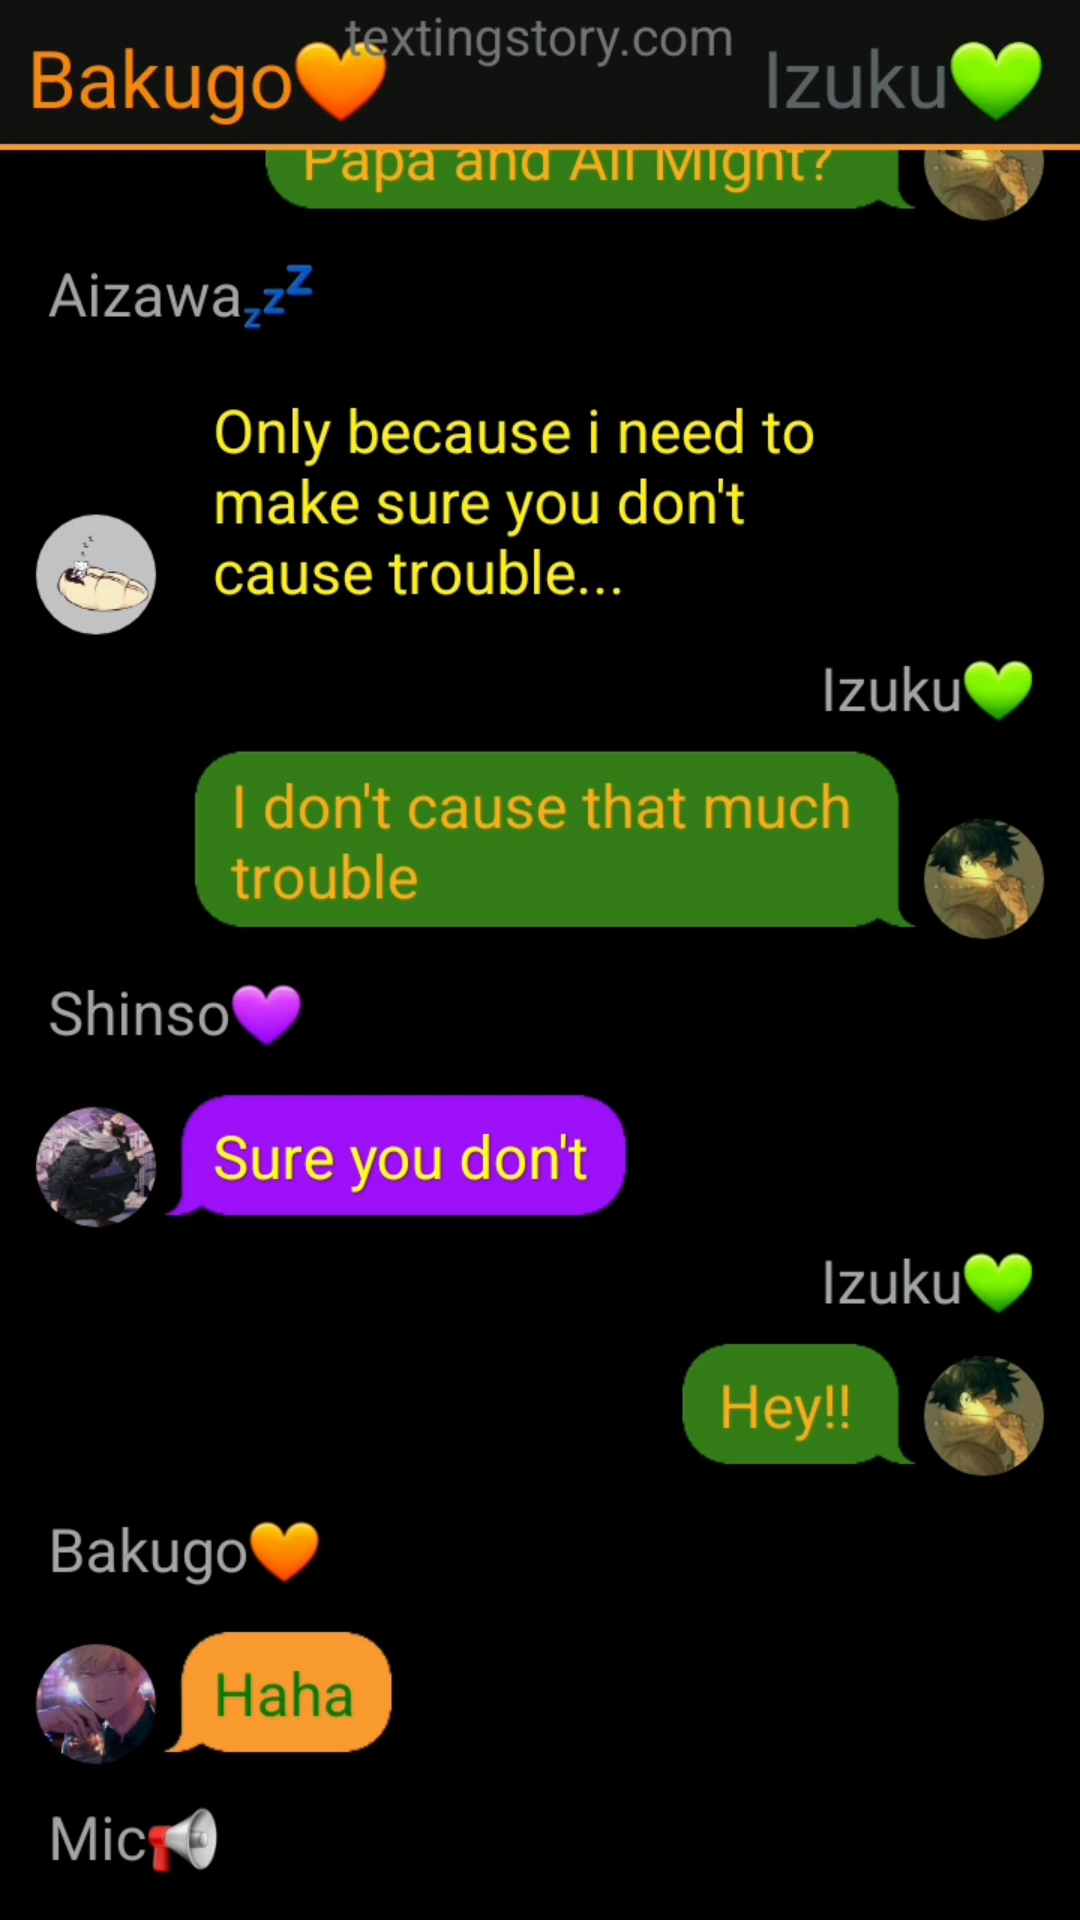 textingstory.com
Bakugo🧡 Izuku💚
Papa and All Might?
Aizawa💤
Only because i need to
make sure you don't
cause trouble...
Izuku💚
I don't cause that much
trouble
Shinso💜
Sure you don't
Izuku💚
Hey!!
Bakugo🧡
Haha
Mic📢